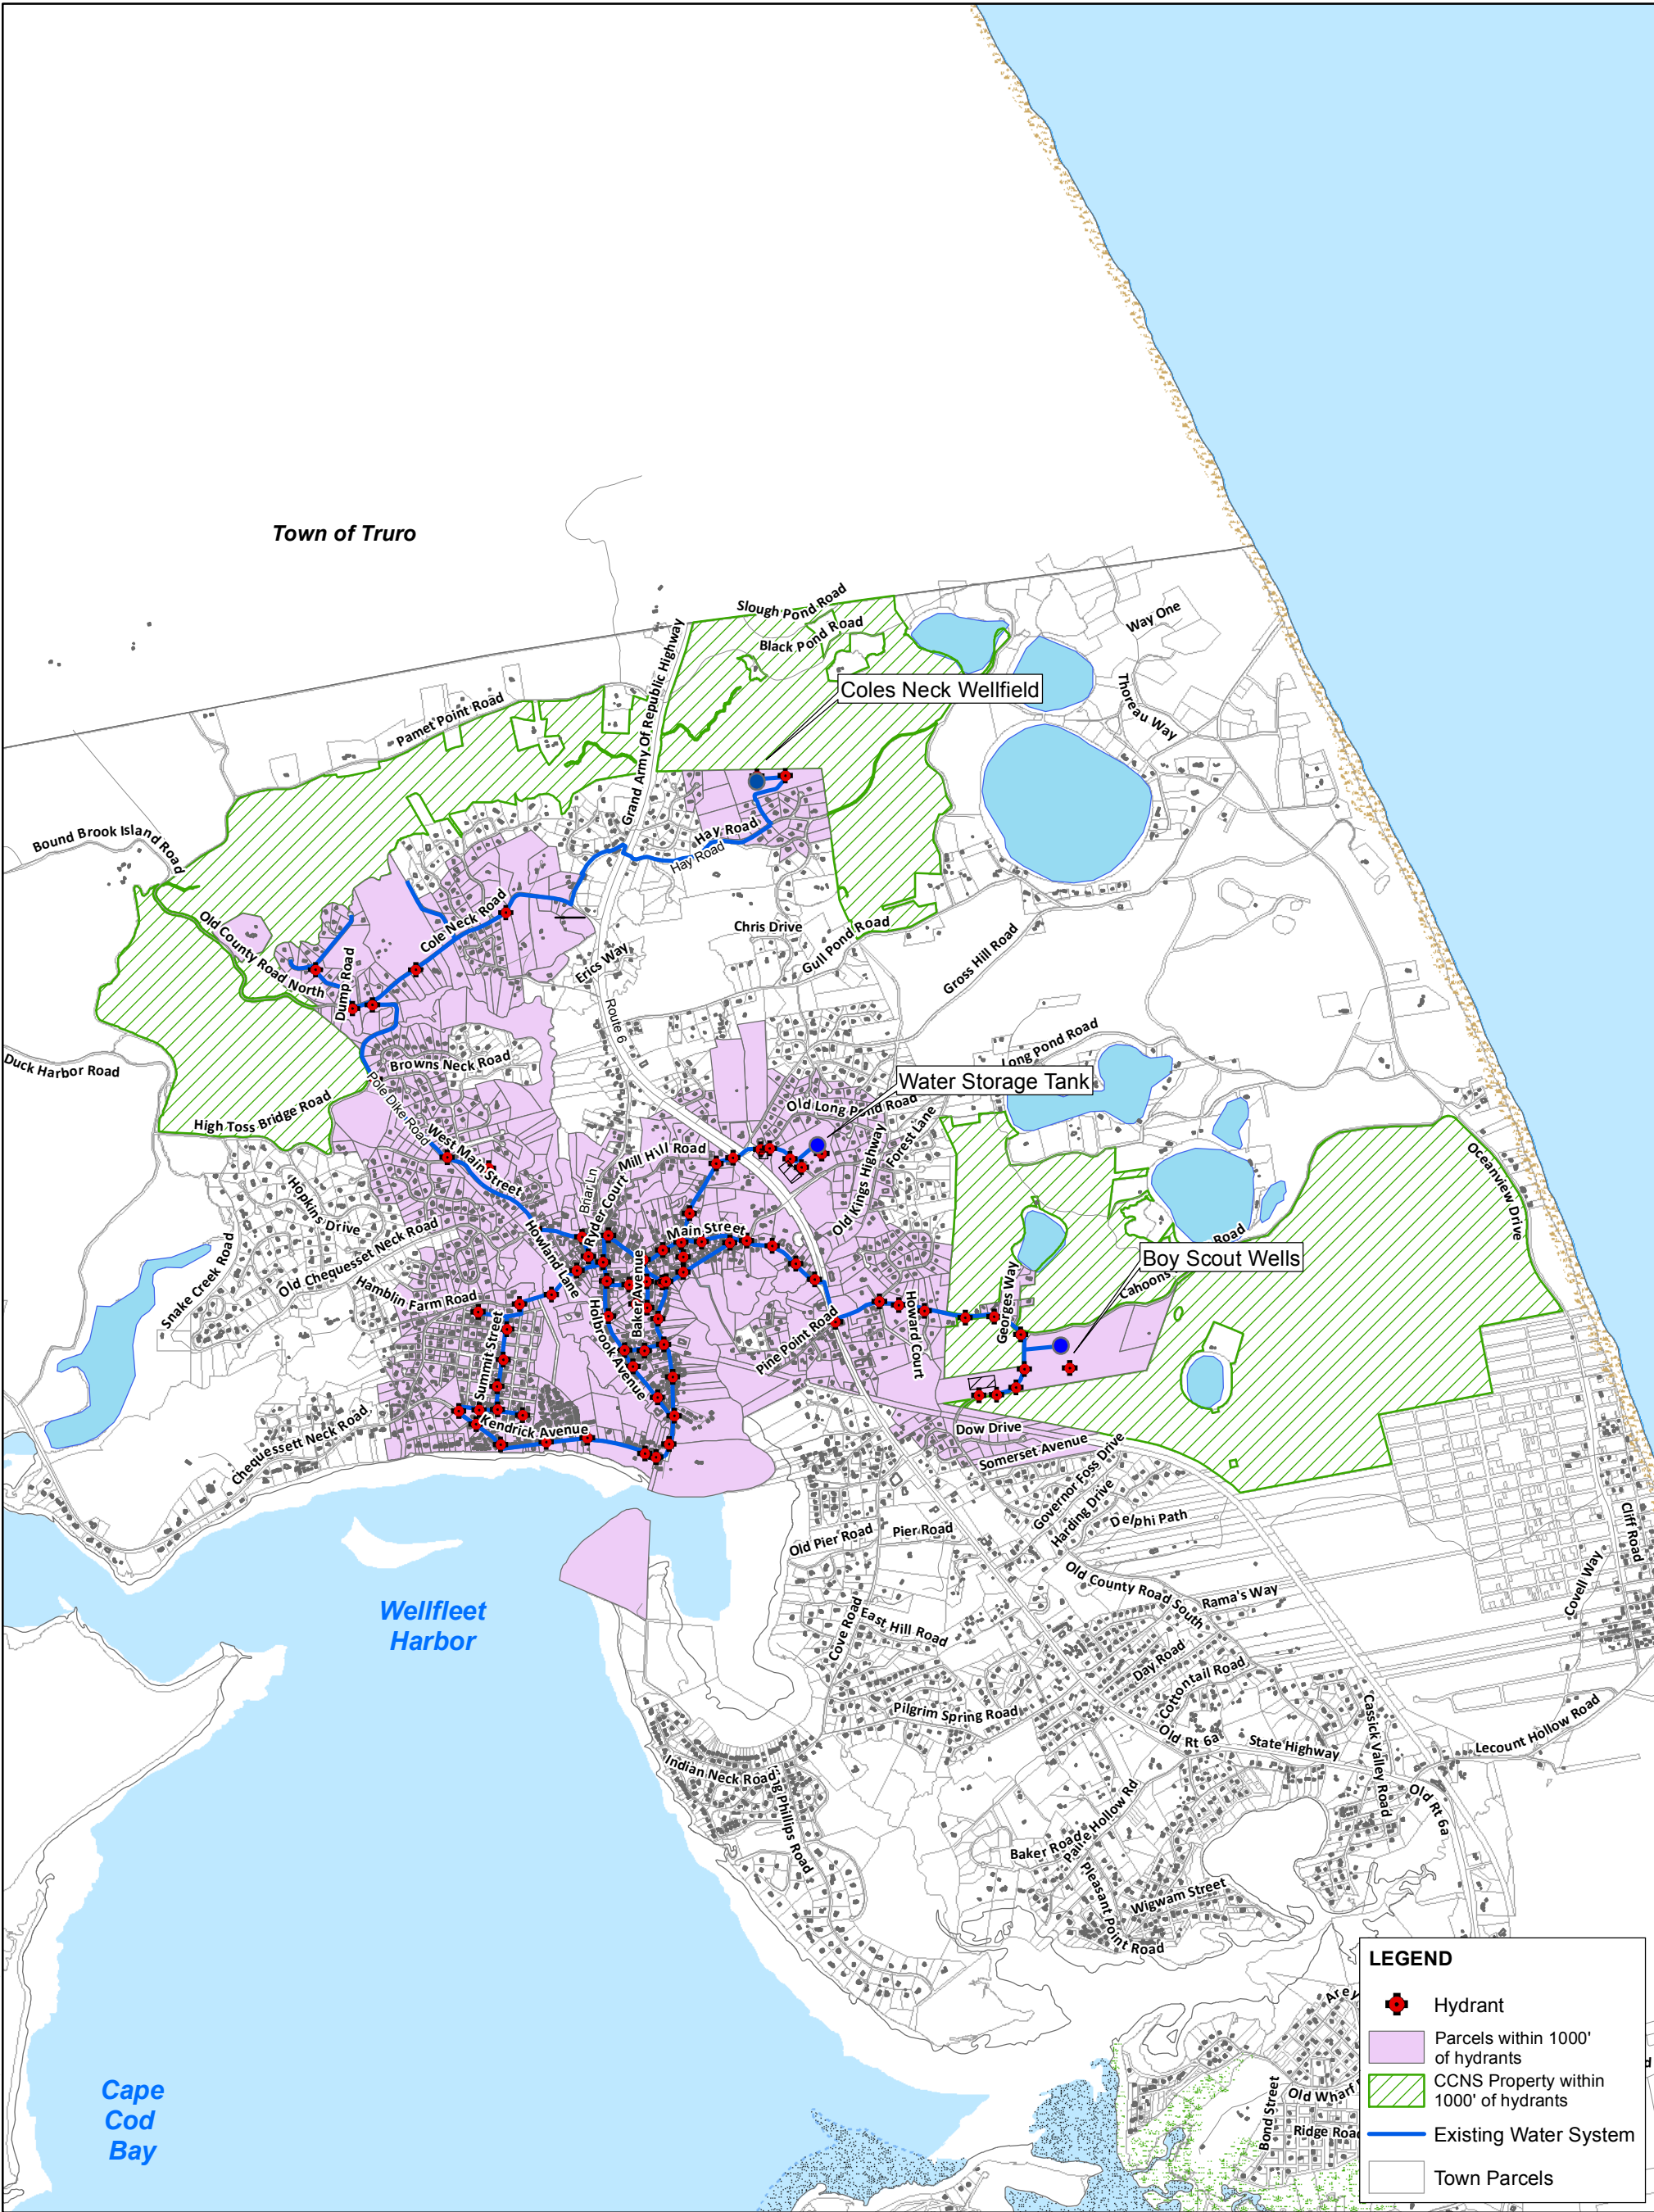 Town of Truro
Slough Pond Road
Black Pond Road
Way One
Grand Army Of Republic Highway
Coles Neck Wellfield
Thoreau Way
Pamet Point Road
Bound Brook Island Road
Hay Road
Hay Road
Cole Neck Road
Old County Road North
Dump Road
Chris Drive
Gull Pond Road
Gross Hill Road
Erics Way
Route 6
Long Pond Road
Duck Harbor Road
Browns Neck Road
Water Storage Tank
Pole Dike Road
High Toss Bridge Road
Old Long Pond Road
Forest Lane
West Main Street
Mill Hill Road
Briar Ln
Ryder Court
Old Kings Highway
Oceanview Drive
Hopkins Drive
Howland Lane
Main Street
Old Chequesset Neck Road
Snake Creek Road
Road
Boy Scout Wells
Cahoons
Georges Way
Hamblin Farm Road
Baker Avenue
Holbrook Avenue
Howard Court
Pine Point Road
Summit Street
Kendrick Avenue
Chequessett Neck Road
Dow Drive
Somerset Avenue
Governor Foss Drive
Harding Drive
Delphi Path
Old Pier Road
Pier Road
Cliff Road
Covell Way
Wellfleet
Harbor
Old County Road South
Rama's Way
Cove Road
East Hill Road
Day Road
Cottontail Road
Pilgrim Spring Road
Old Rt 6a
State Highway
Cassick Valley Road
Lecount Hollow Road
Indian Neck Road
Phillips Road
Old Rt 6a
Baker Road
Hollow Rd
Pleasant Point Road
Wigwam Street
Cape
Cod
Bay
Arey
Old Wharf
Bond Street
Ridge Road
LEGEND
Hydrant
Parcels within 1000'
of hydrants
CCNS Property within
1000' of hydrants
Existing Water System
Town Parcels